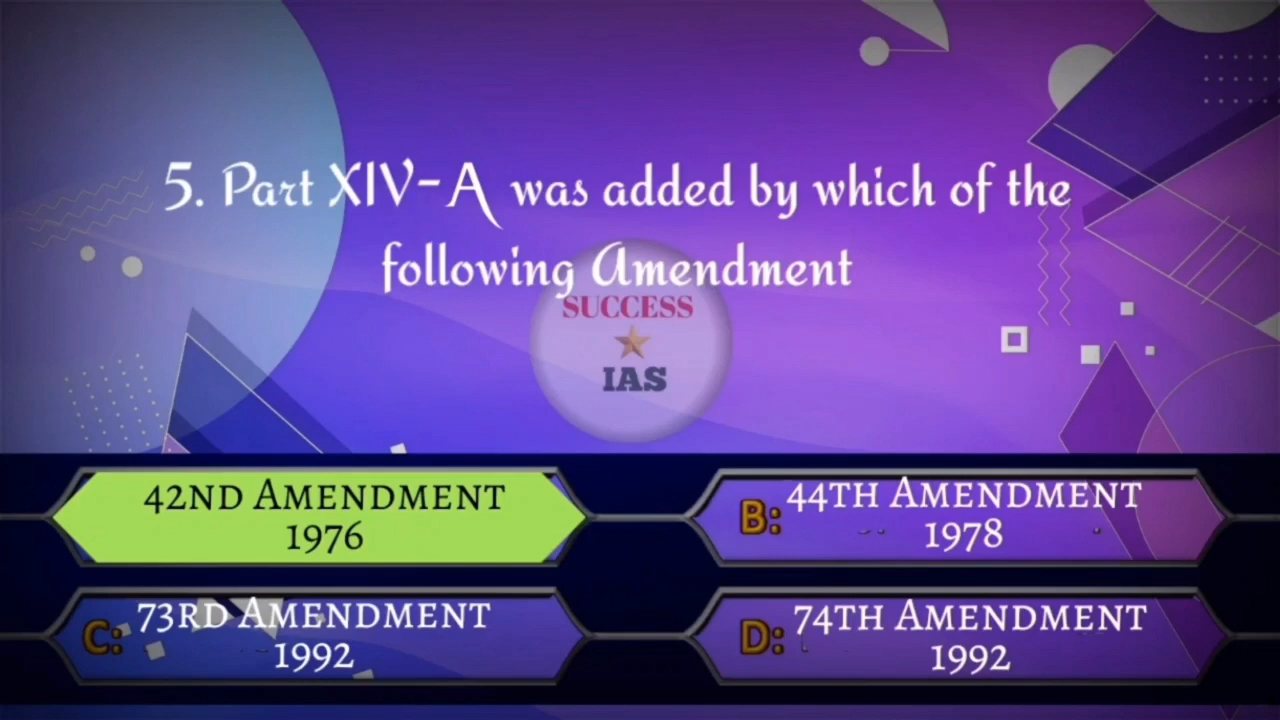 5. Part XIV-A was added by which of the
following Amendment
SUCCESS
IAS
42ND AMENDMENT
1976
B: 44TH AMENDMENT
1978
C: 73RD AMENDMENT
1992
D: 74TH AMENDMENT
1992